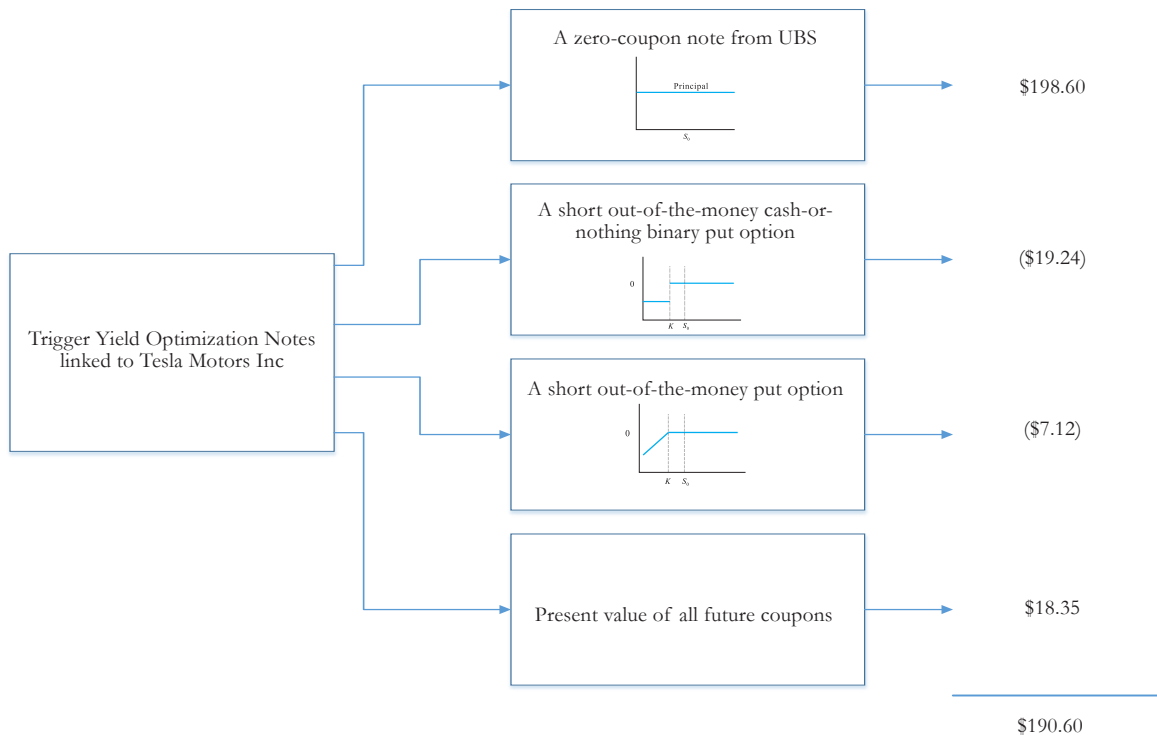 A zero-coupon note from UBS
Principal
S₀
$198.60
A short out-of-the-money cash-or-
nothing binary put option
0
K S₀
($19.24)
Trigger Yield Optimization Notes
linked to Tesla Motors Inc
A short out-of-the-money put option
0
K S₀
($7.12)
Present value of all future coupons
$18.35
$190.60